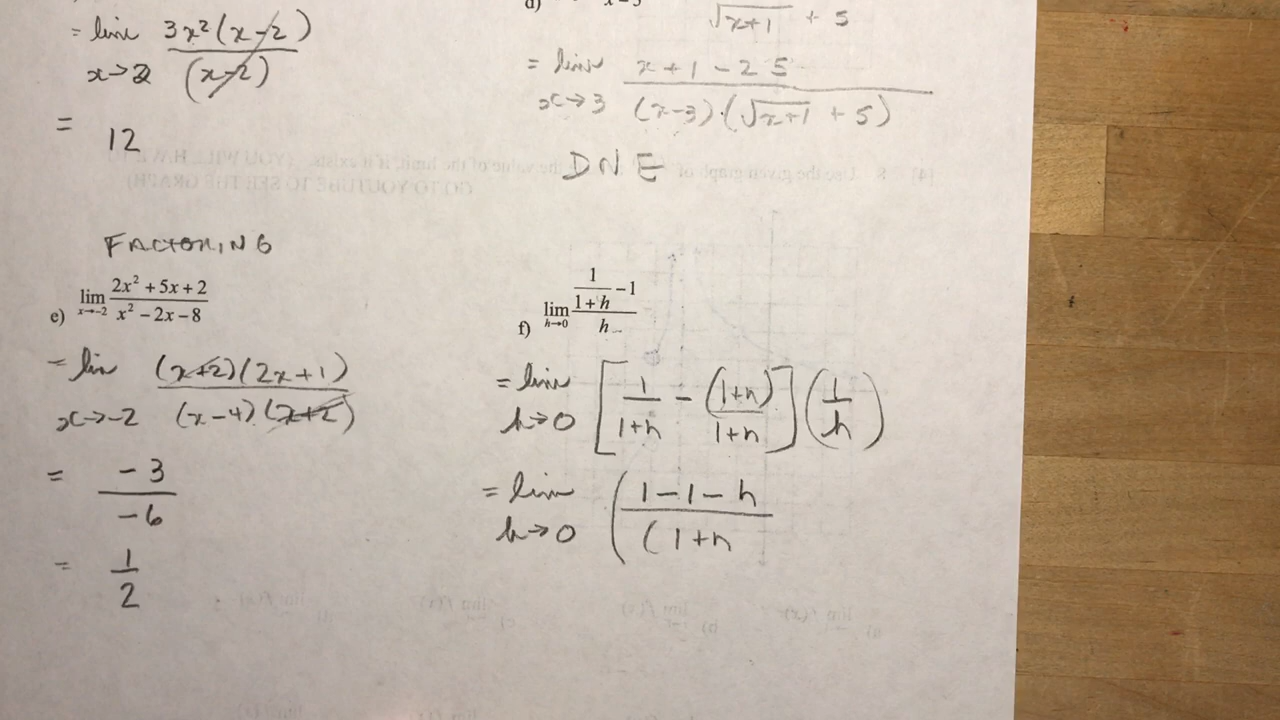 = lim 3x²(x-2)
x→2 (x-2)
= 12
d)
√x+1 + 5
= lim x + 1 - 25
x→3 (x-3)·(√x+1 + 5)
DNE
FACTORING
e) lim x→-2 2x² + 5x + 2
x² - 2x - 8
= lim (x+2)(2x+1)
x→-2 (x-4)(x+2)
= -3
-6
= 1
2
f) lim h→0 1
1+h -1
h
= lim [ 1 - (1+h) ] ( 1 )
h→0 1+h 1+h h
= lim ( 1-1-h
h→0 ( 1+h